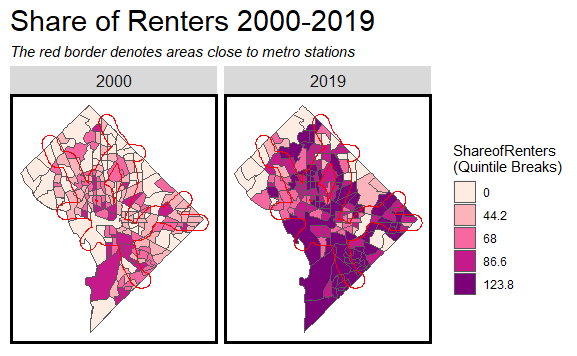 Share of Renters 2000-2019
The red border denotes areas close to metro stations
2000
2019
ShareofRenters
(Quintile Breaks)
0
44.2
68
86.6
123.8